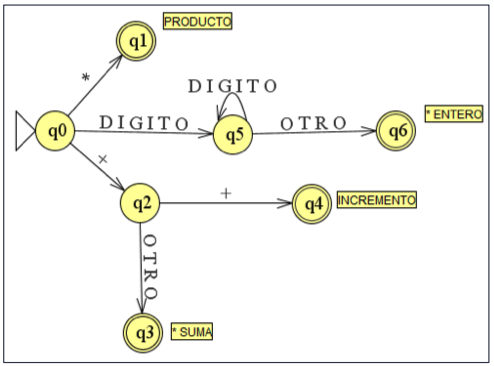 PRODUCTO
q1
*
DIGITO
* ENTERO
q0
DIGITO
q5
OTRO
q6
+
q2
+
q4
INCREMENTO
OTRO
q3
* SUMA